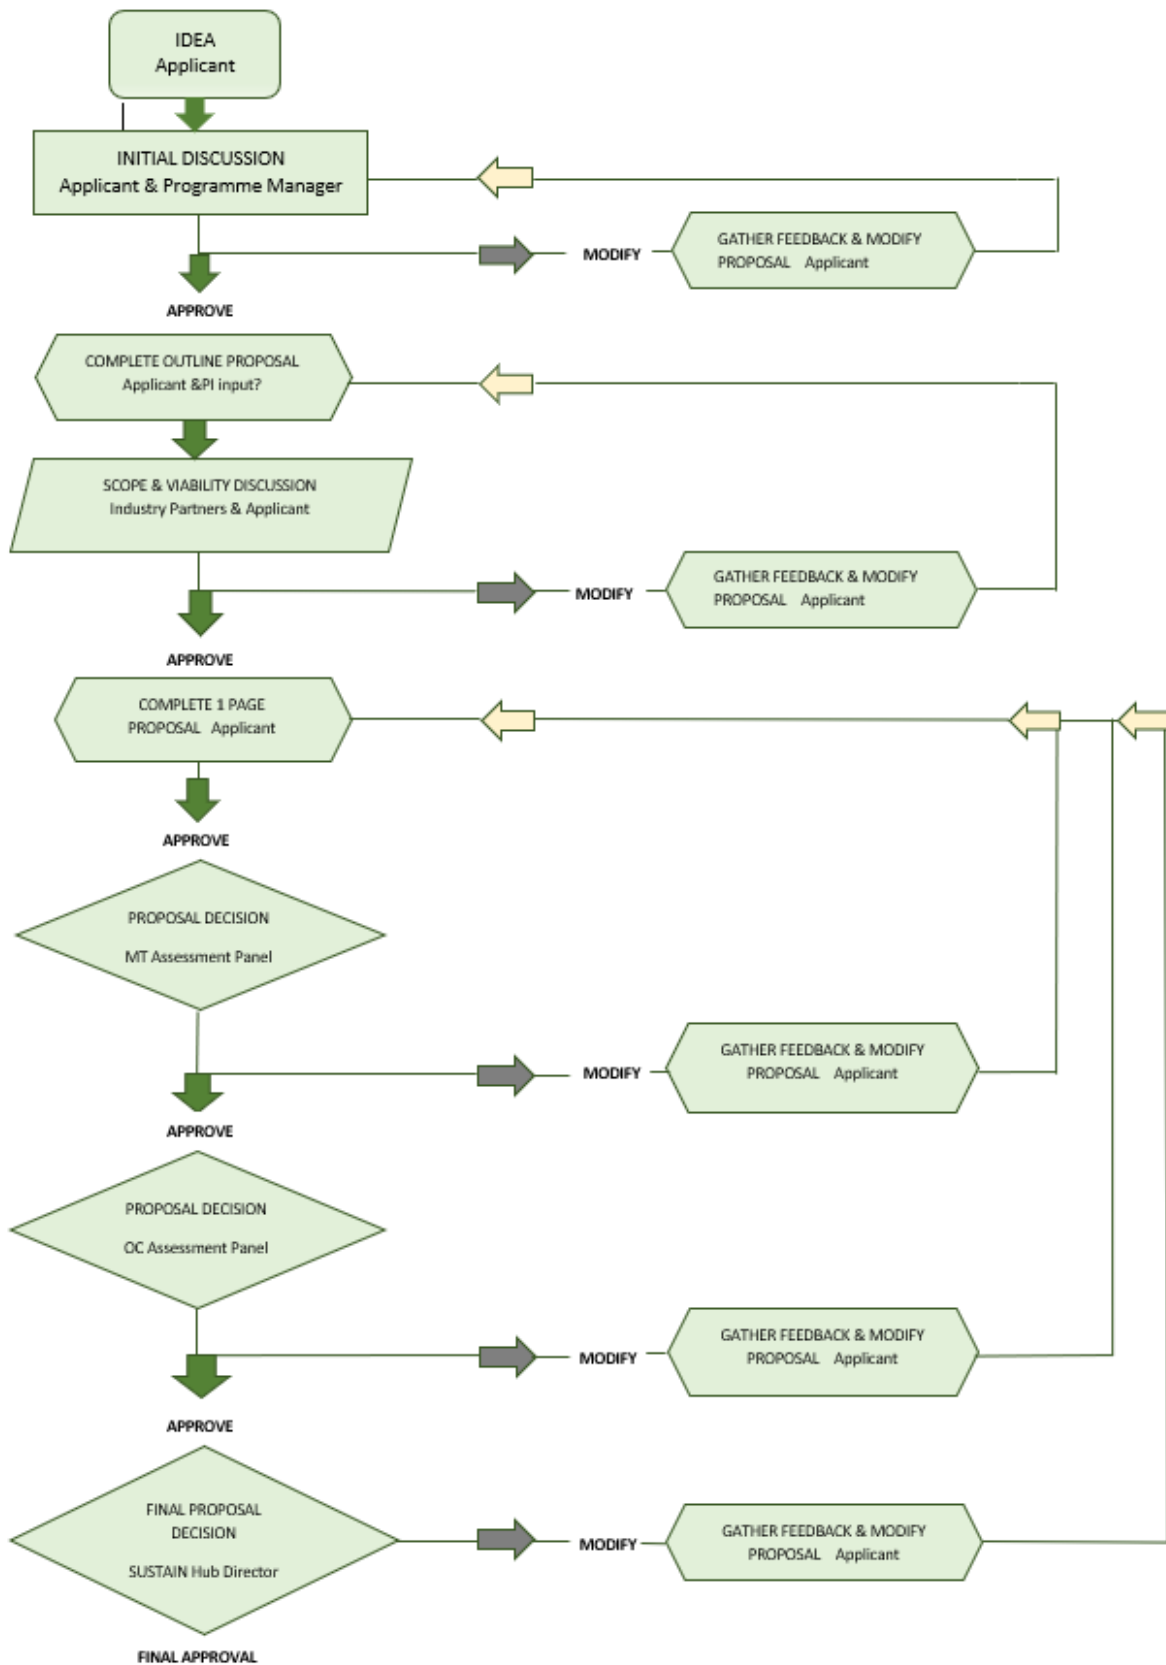 IDEA
Applicant
INITIAL DISCUSSION
Applicant & Programme Manager
MODIFY
GATHER FEEDBACK & MODIFY
PROPOSAL Applicant
APPROVE
COMPLETE OUTLINE PROPOSAL
Applicant &PI input?
SCOPE & VIABILITY DISCUSSION
Industry Partners & Applicant
MODIFY
GATHER FEEDBACK & MODIFY
PROPOSAL Applicant
APPROVE
COMPLETE 1 PAGE
PROPOSAL Applicant
APPROVE
PROPOSAL DECISION
MT Assessment Panel
MODIFY
GATHER FEEDBACK & MODIFY
PROPOSAL Applicant
APPROVE
PROPOSAL DECISION
OC Assessment Panel
MODIFY
GATHER FEEDBACK & MODIFY
PROPOSAL Applicant
APPROVE
FINAL PROPOSAL
DECISION
SUSTAIN Hub Director
MODIFY
GATHER FEEDBACK & MODIFY
PROPOSAL Applicant
FINAL APPROVAL